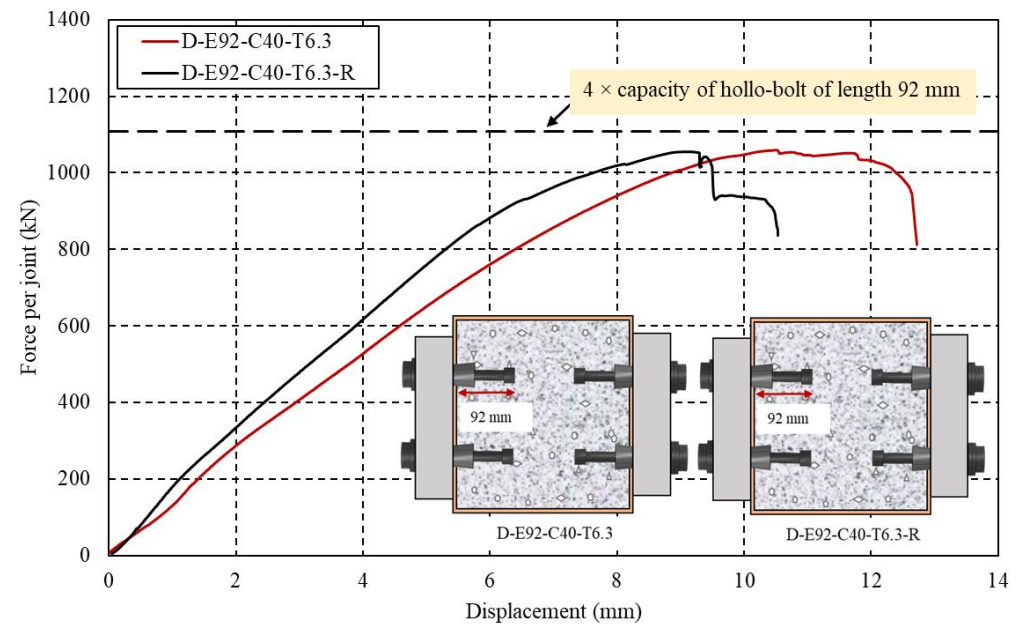 1400
1200
1000
800
600
400
200
0
Force per joint (kN)
D-E92-C40-T6.3
D-E92-C40-T6.3-R
4 × capacity of hollo-bolt of length 92 mm
92 mm
92 mm
D-E92-C40-T6.3
D-E92-C40-T6.3-R
0 2 4 6 8 10 12 14
Displacement (mm)